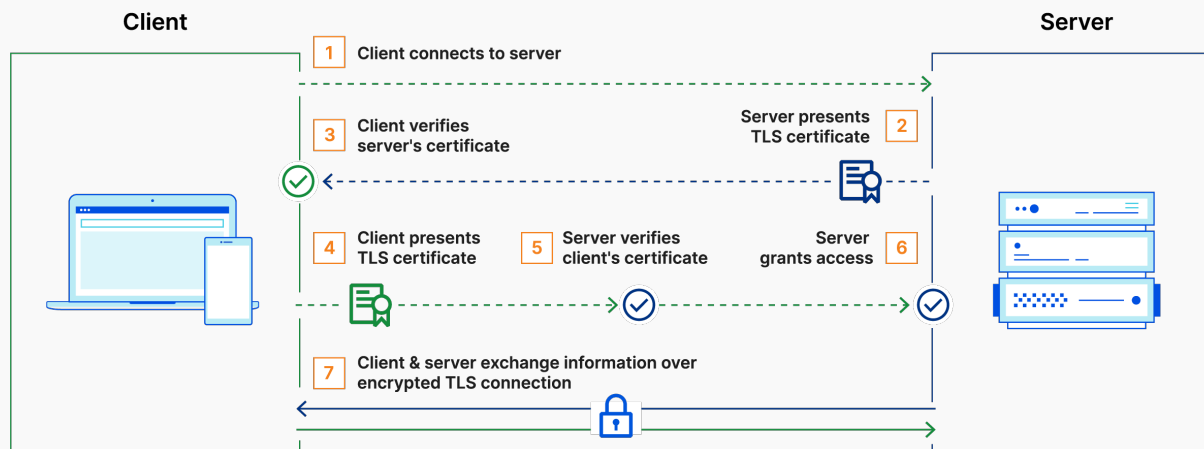 Client
Server
1
Client connects to server
Server presents
TLS certificate
2
3
Client verifies
server's certificate
4
Client presents
TLS certificate
5
Server verifies
client's certificate
Server
grants access
6
7
Client & server exchange information over
encrypted TLS connection